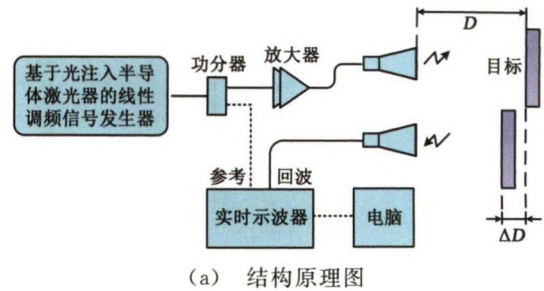 D
基于光注入半导
体激光器的线性
调频信号发生器
功分器
放大器
目标
参考
回波
实时示波器
电脑
ΔD
(a) 结构原理图